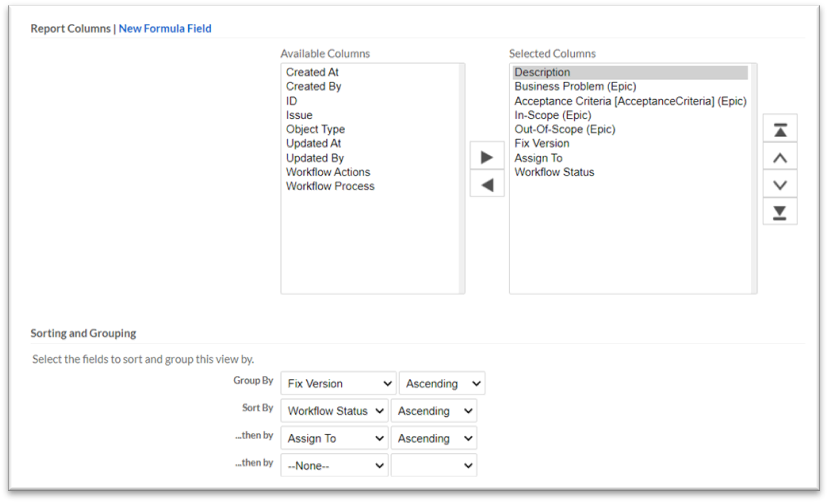 Report Columns | New Formula Field
Available Columns
Created At
Created By
ID
Issue
Object Type
Updated At
Updated By
Workflow Actions
Workflow Process
Selected Columns
Description
Business Problem (Epic)
Acceptance Criteria [AcceptanceCriteria] (Epic)
In-Scope (Epic)
Out-Of-Scope (Epic)
Fix Version
Assign To
Workflow Status
Sorting and Grouping
Select the fields to sort and group this view by.
Group By Fix Version Ascending
Sort By Workflow Status Ascending
...then by Assign To Ascending
...then by --None--